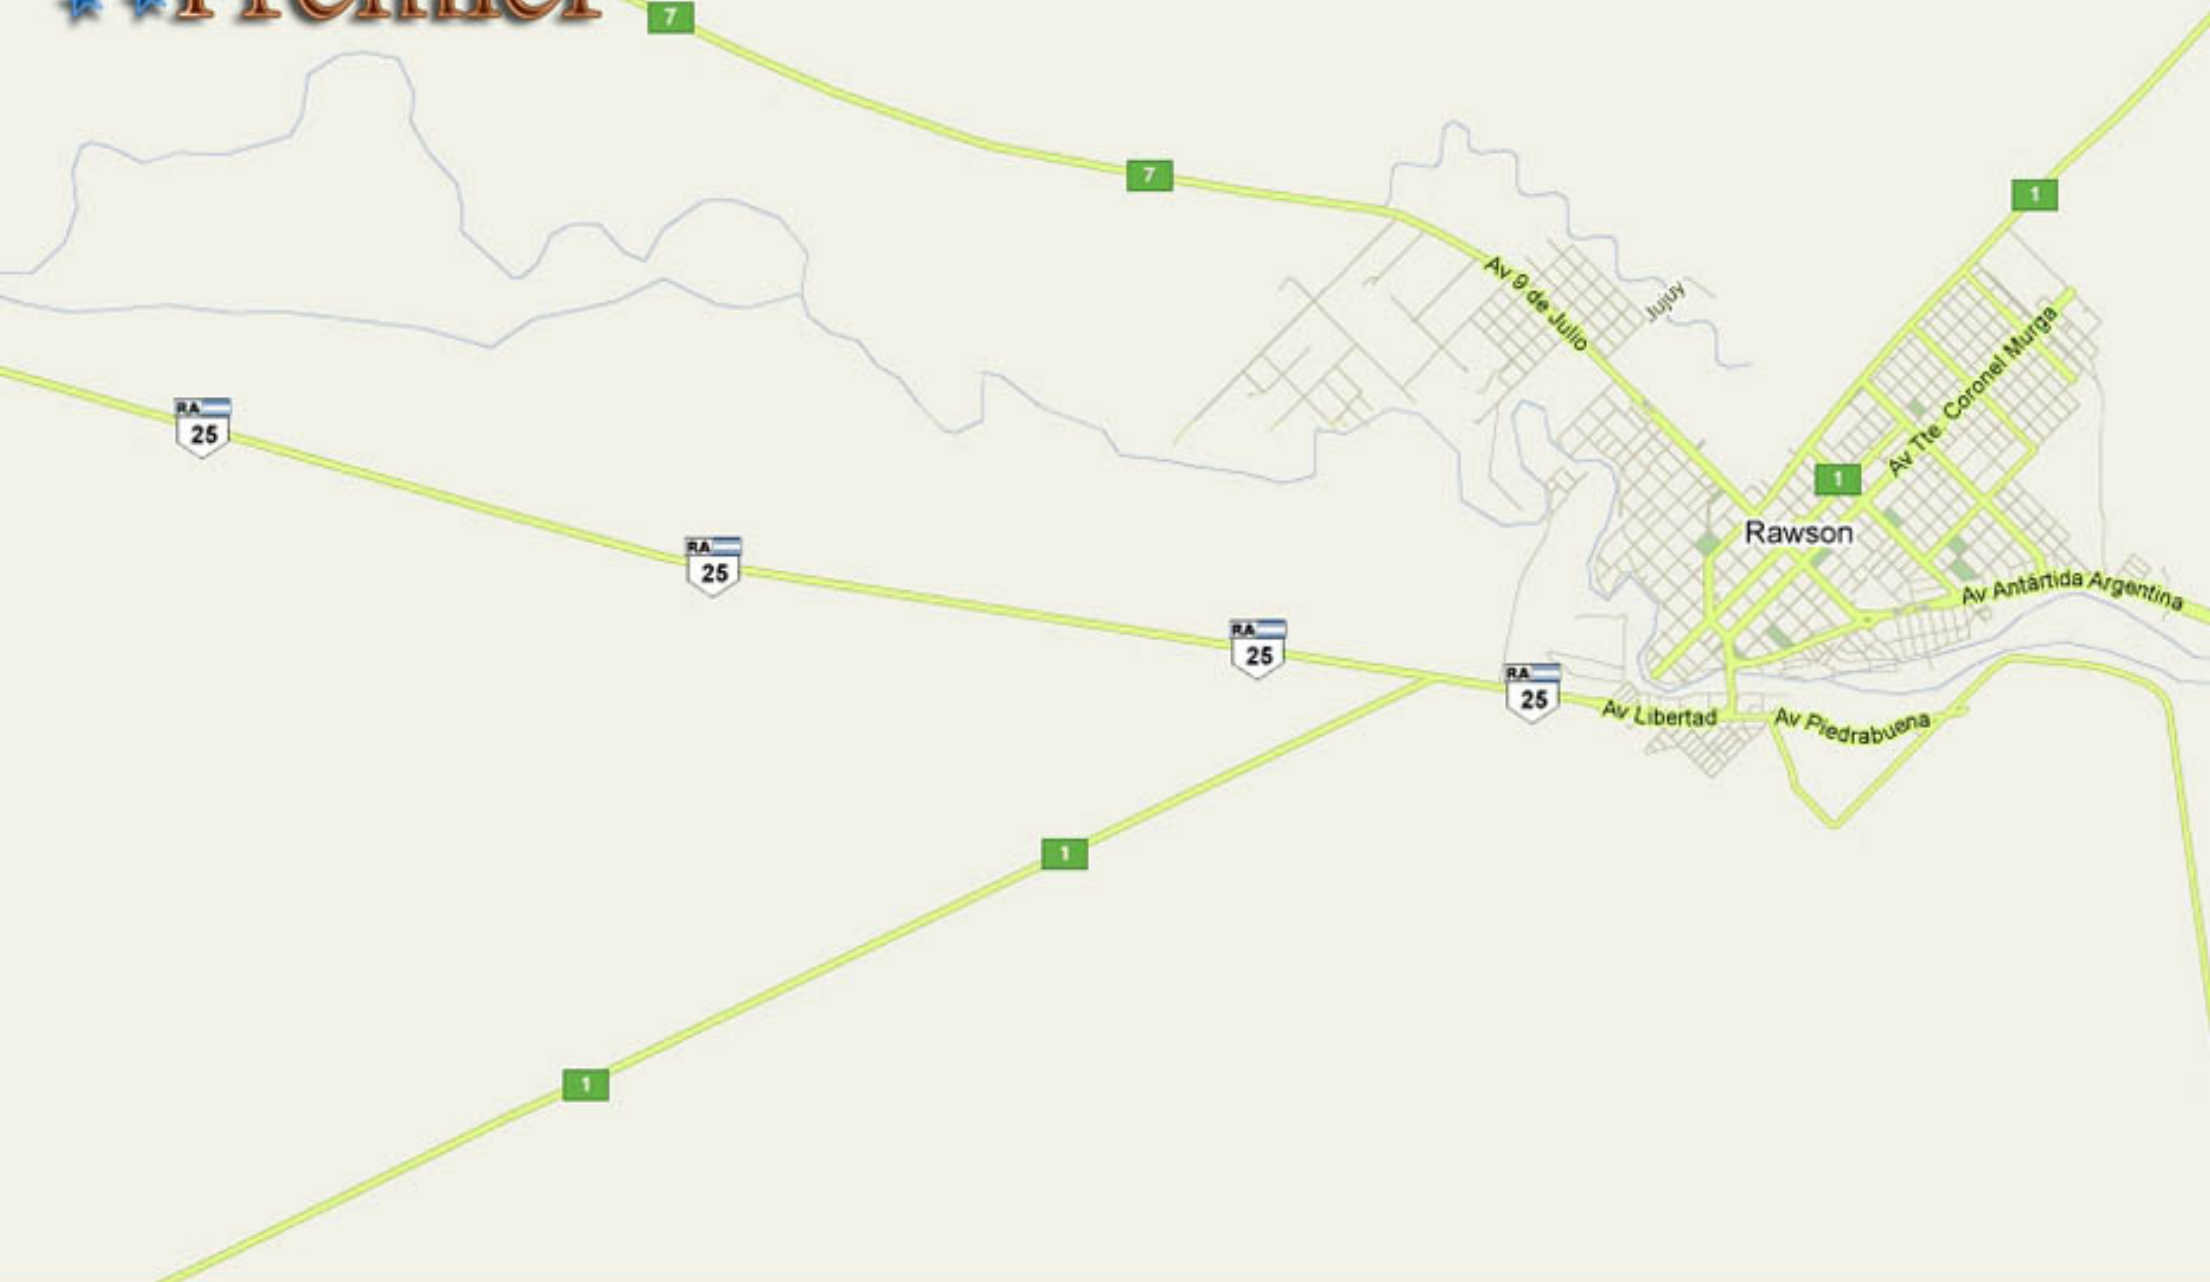 Premier
7
7
1
Av 9 de Julio
Jujuy
Av Tte Coronel Murga
RA
25
1
Rawson
RA
25
Av Antártida Argentina
RA
25
RA
25
Av Libertad
Av Piedrabuena
1
1